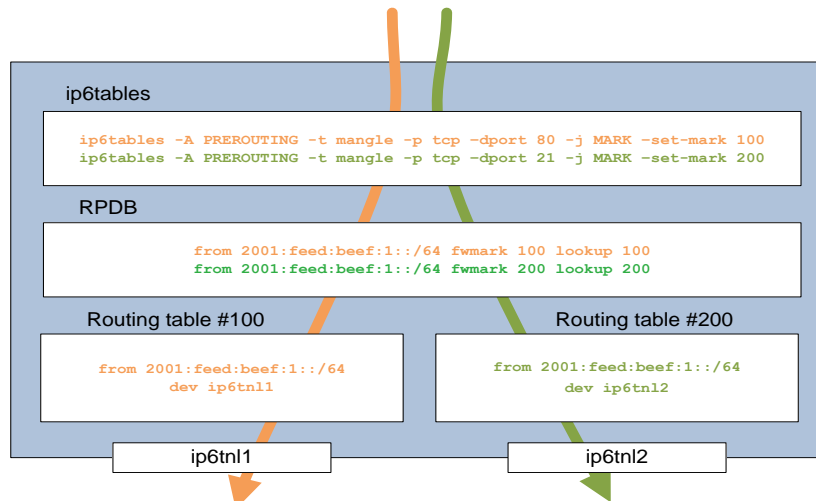 ip6tables
ip6tables -A PREROUTING -t mangle -p tcp –dport 80 -j MARK –set-mark 100
ip6tables -A PREROUTING -t mangle -p tcp –dport 21 -j MARK –set-mark 200
RPDB
from 2001:feed:beef:1::/64 fwmark 100 lookup 100
from 2001:feed:beef:1::/64 fwmark 200 lookup 200
Routing table #100
from 2001:feed:beef:1::/64
dev ip6tnl1
Routing table #200
from 2001:feed:beef:1::/64
dev ip6tnl2
ip6tnl1
ip6tnl2